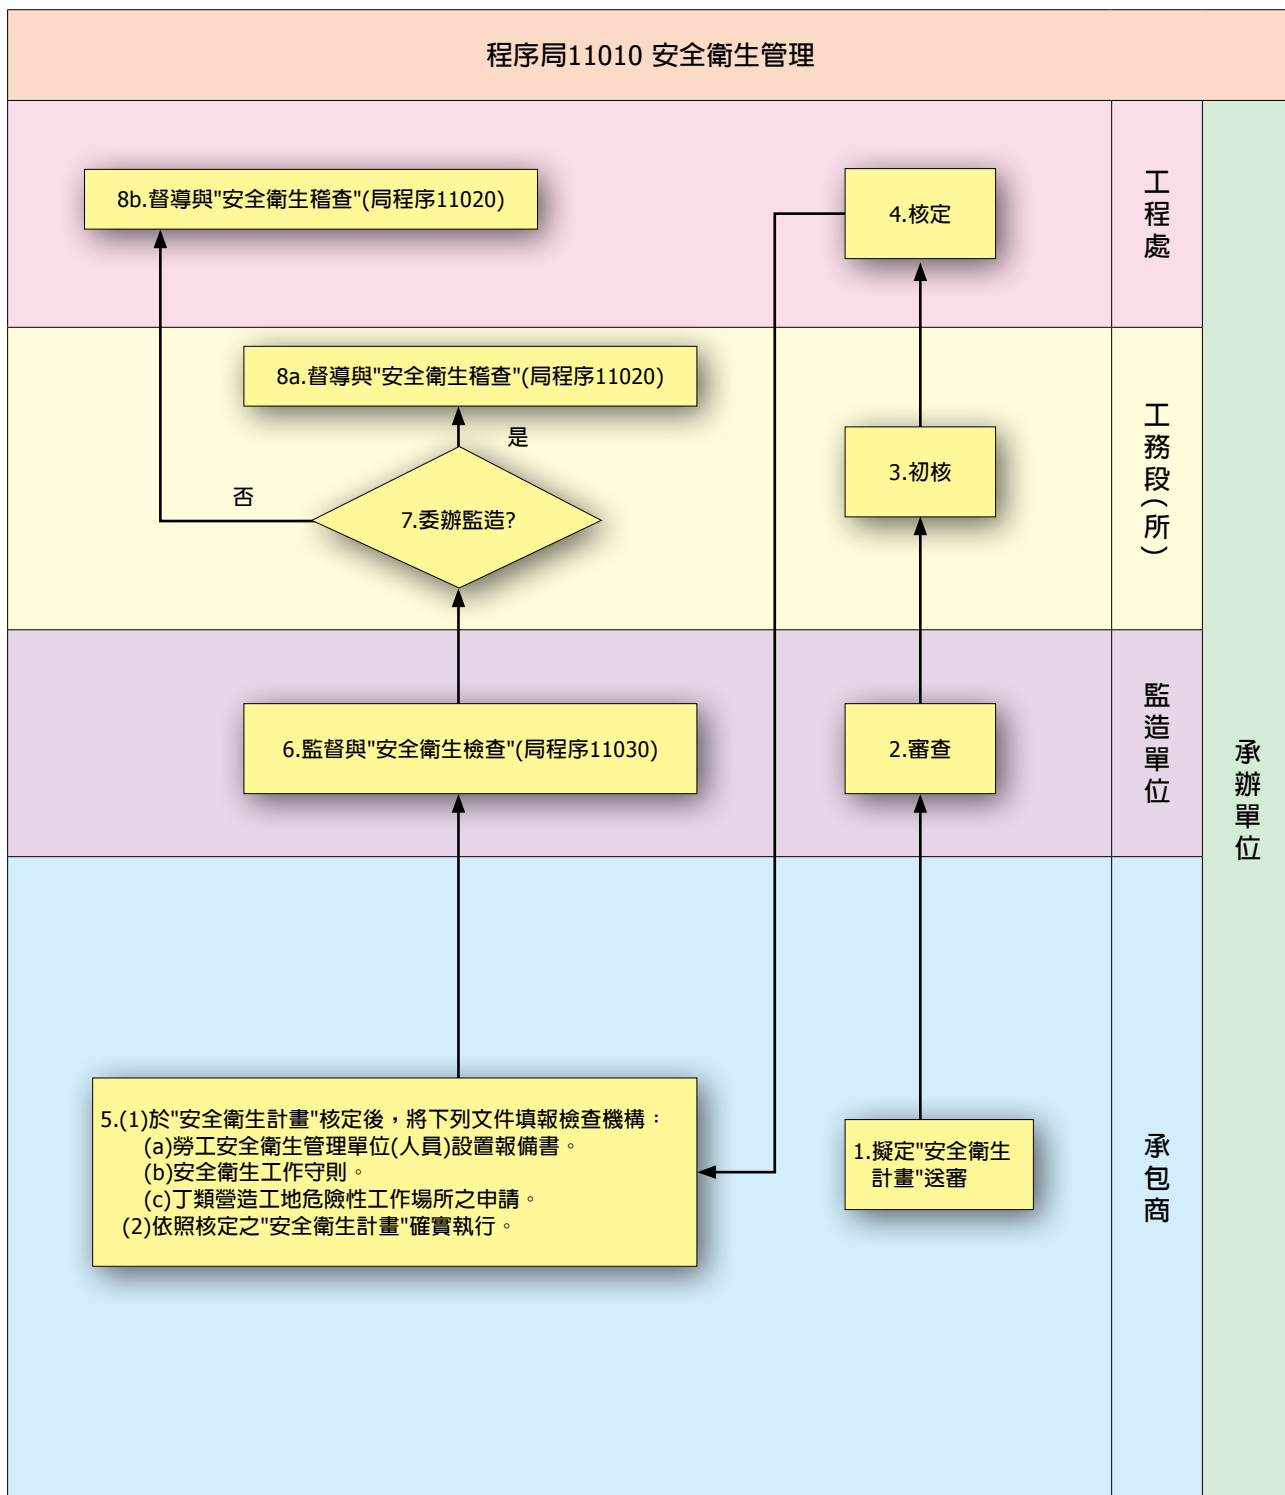 程序局11010 安全衛生管理
承辦單位
工程處
8b.督導與"安全衛生稽查"(局程序11020)
4.核定
工務段(所)
8a.督導與"安全衛生稽查"(局程序11020)
是
否
7.委辦監造?
3.初核
監造單位
6.監督與"安全衛生檢查"(局程序11030)
2.審查
承包商
5.(1)於"安全衛生計畫"核定後，將下列文件填報檢查機構：
(a)勞工安全衛生管理單位(人員)設置報備書。
(b)安全衛生工作守則。
(c)丁類營造工地危險性工作場所之申請。
(2)依照核定之"安全衛生計畫"確實執行。
1.擬定"安全衛生
計畫"送審